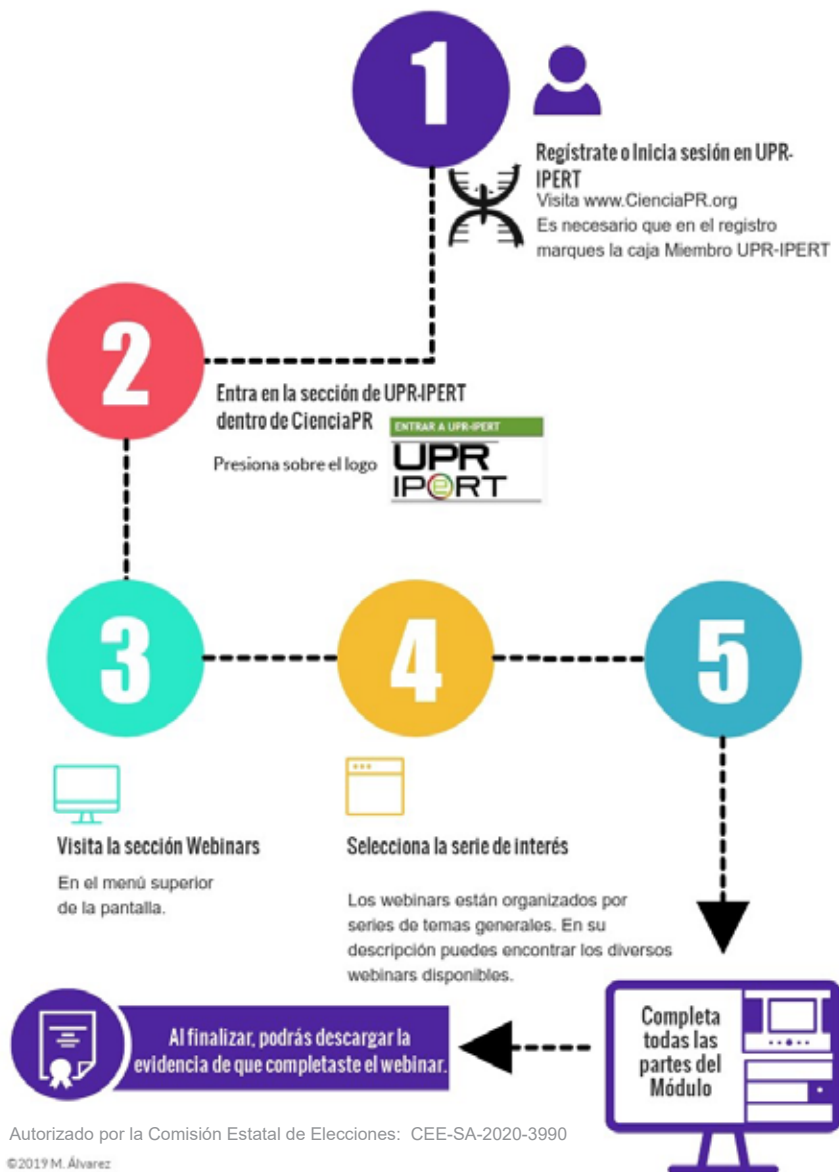 1
Regístrate o Inicia sesión en UPR-
IPERT
Visita www.CienciaPR.org
Es necesario que en el registro
marques la caja Miembro UPR-IPERT
2
Entra en la sección de UPR-IPERT
dentro de CienciaPR
Presiona sobre el logo
ENTRAR A UPR-IPERT
UPR
IPERT
3
Visita la sección Webinars
En el menú superior
de la pantalla.
4
Selecciona la serie de interés
Los webinars están organizados por
series de temas generales. En su
descripción puedes encontrar los diversos
webinars disponibles.
5
Completa
todas las
partes del
Módulo
Al finalizar, podrás descargar la
evidencia de que completaste el webinar.
Autorizado por la Comisión Estatal de Elecciones: CEE-SA-2020-3990
©2019 M. Álvarez